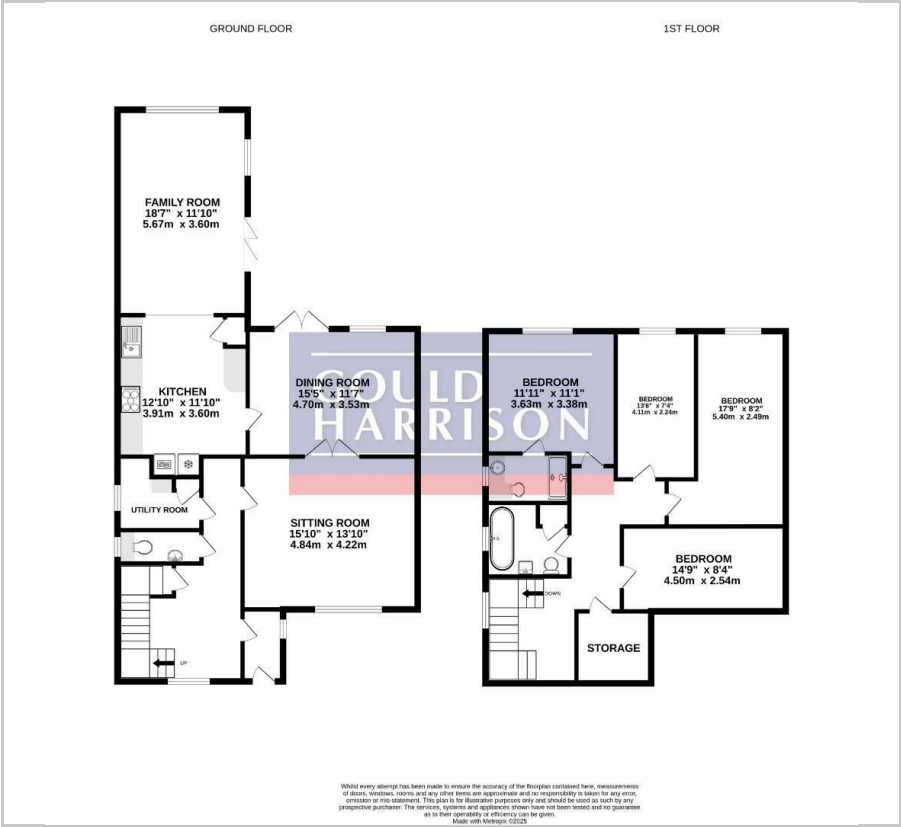 GROUND FLOOR
1ST FLOOR
FAMILY ROOM
18'7" x 11'10"
5.67m x 3.60m
KITCHEN
12'10" x 11'10"
3.91m x 3.60m
DINING ROOM
15'5" x 11'7"
4.70m x 3.53m
UTILITY ROOM
SITTING ROOM
15'10" x 13'10"
4.84m x 4.22m
UP
GOULD
HARRISON
BEDROOM
11'11" x 11'1"
3.63m x 3.38m
BEDROOM
13'6" x 7'4"
4.11m x 2.24m
BEDROOM
17'9" x 8'2"
5.40m x 2.49m
BEDROOM
14'9" x 8'4"
4.50m x 2.54m
DOWN
STORAGE
Whilst every attempt has been made to ensure the accuracy of the floorplan contained here, measurements
of doors, windows, rooms and any other items are approximate and no responsibility is taken for any error,
omission or mis-statement. This plan is for illustrative purposes only and should be used as such by any
prospective purchaser. The services, systems and appliances shown have not been tested and no guarantee
as to their operability or efficiency can be given.
Made with Metropix ©2025